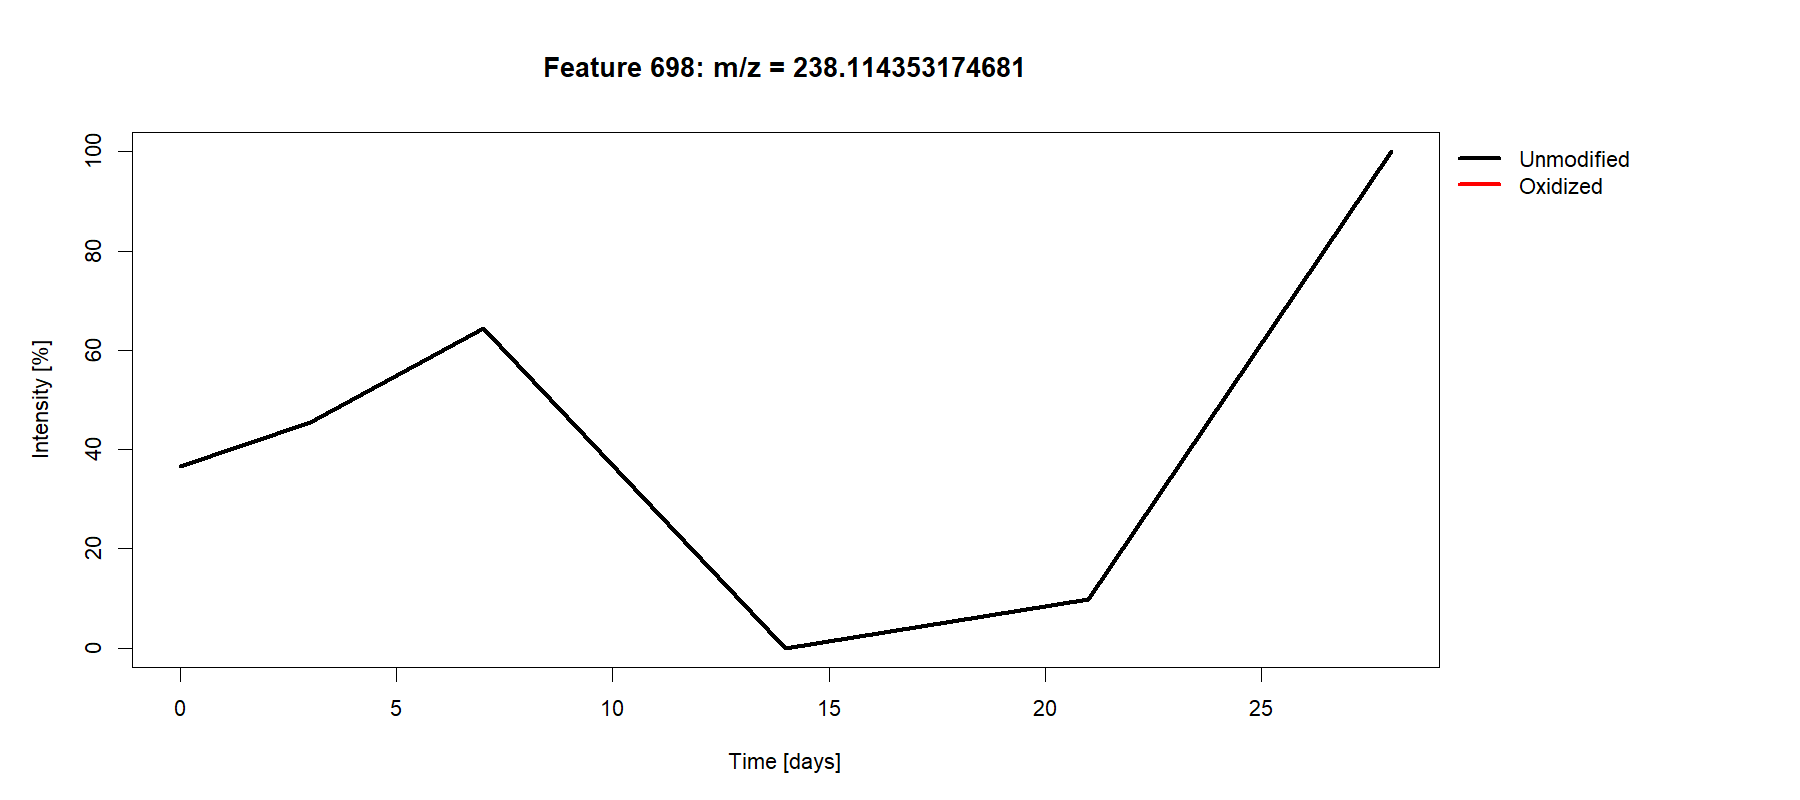 Feature 698: m/z = 238.114353174681
Unmodified
Oxidized
Intensity [%]
100
80
60
40
20
0
0 5 10 15 20 25
Time [days]